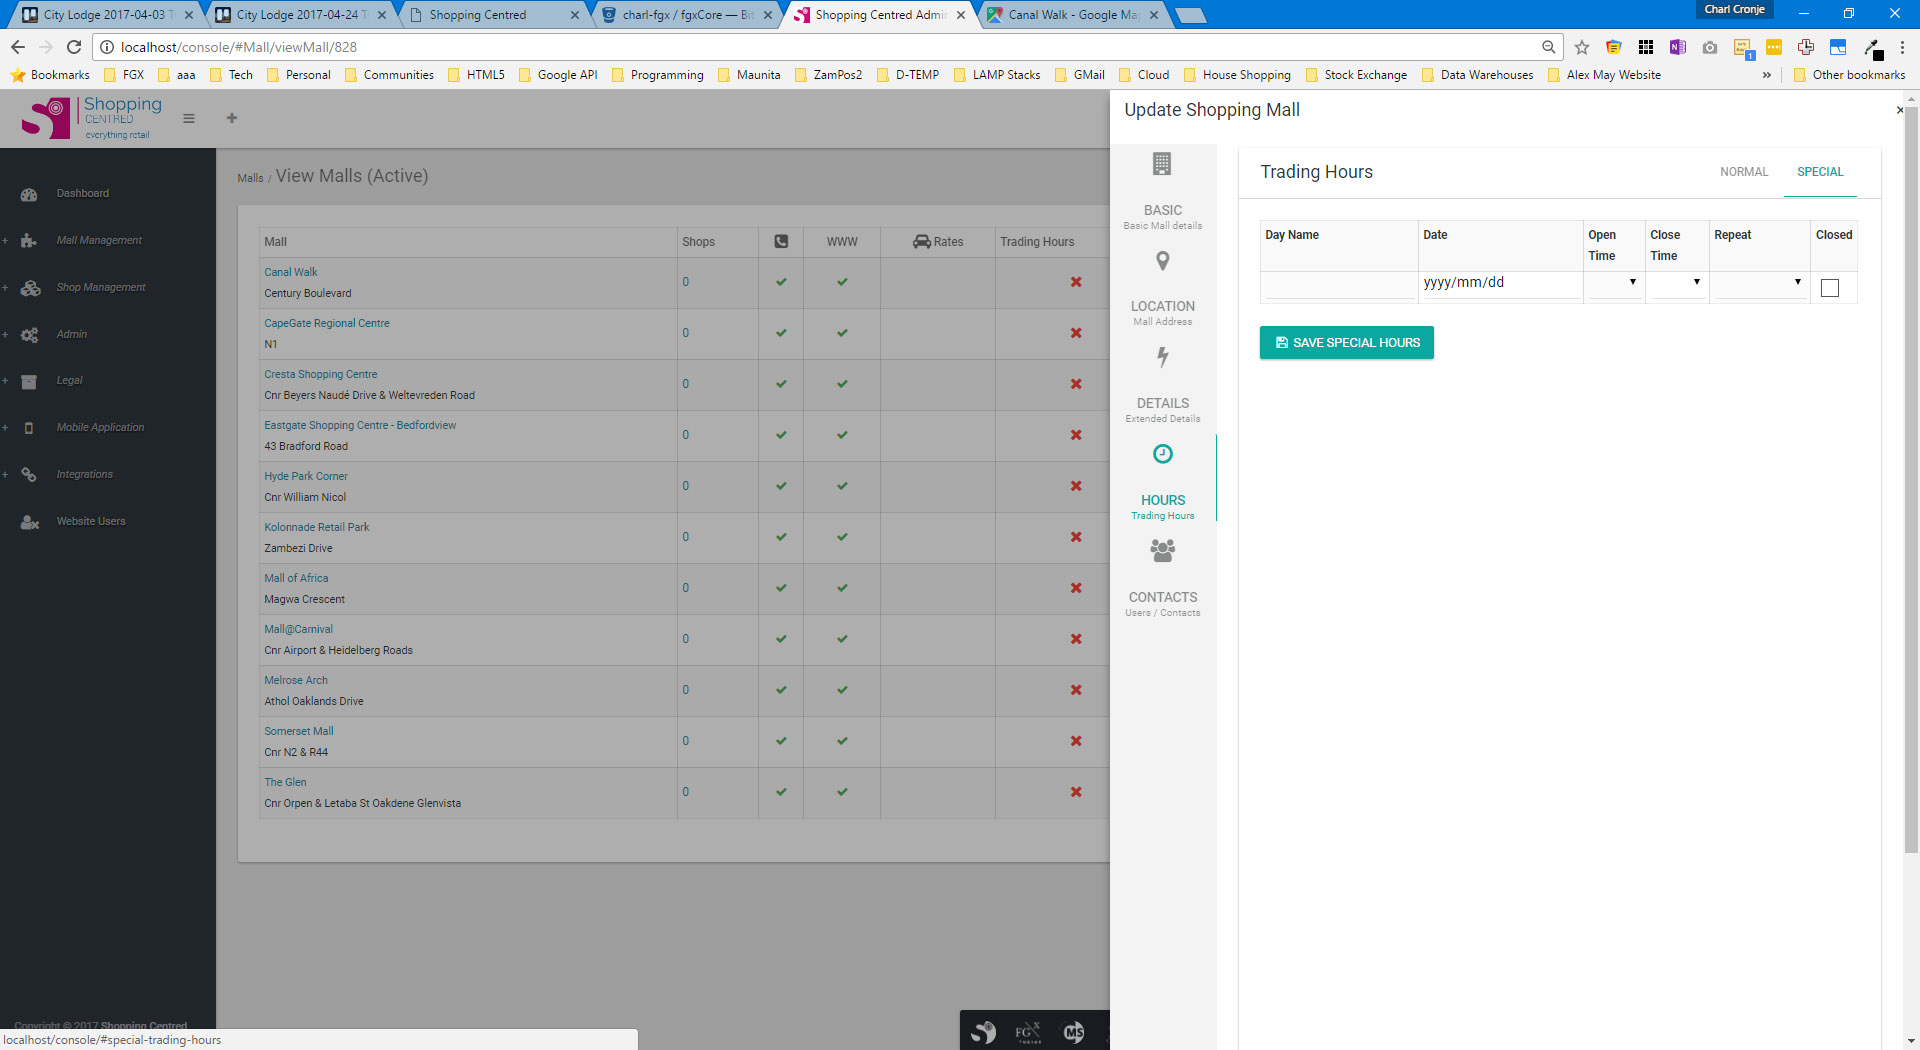 City Lodge 2017-04-03 T
City Lodge 2017-04-24 T
Shopping Centred
charl-fgx / fgxCore — Bi
Shopping Centred Admi
Canal Walk - Google Ma
Charl Cronje
localhost/console/#Mall/viewMall/828
Bookmarks
FGX
aaa
Tech
Personal
Communities
HTML5
Google API
Programming
Maunita
ZamPos2
D-TEMP
LAMP Stacks
GMail
Cloud
House Shopping
Stock Exchange
Data Warehouses
Alex May Website
»
Other bookmarks
Shopping
CENTRED
everything retail
Update Shopping Mall
Dashboard
Mall Management
Shop Management
Admin
Legal
Mobile Application
Integrations
Website Users
Malls / View Malls (Active)
Mall Shops WWW Rates Trading Hours
Canal Walk 0
Century Boulevard
CapeGate Regional Centre 0
N1
Cresta Shopping Centre 0
Cnr Beyers Naudé Drive & Weltevreden Road
Eastgate Shopping Centre - Bedfordview 0
43 Bradford Road
Hyde Park Corner 0
Cnr William Nicol
Kolonnade Retail Park 0
Zambezi Drive
Mall of Africa 0
Magwa Crescent
Mall@Carnival 0
Cnr Airport & Heidelberg Roads
Melrose Arch 0
Athol Oaklands Drive
Somerset Mall 0
Cnr N2 & R44
The Glen 0
Cnr Orpen & Letaba St Oakdene Glenvista
BASIC
Basic Mall details
LOCATION
Mall Address
DETAILS
Extended Details
HOURS
Trading Hours
CONTACTS
Users / Contacts
Trading Hours
NORMAL
SPECIAL
Day Name Date Open Time Close Time Repeat Closed
yyyy/mm/dd
SAVE SPECIAL HOURS
Copyright © 2017 Shopping Centred
localhost/console/#special-trading-hours
FGX
MS